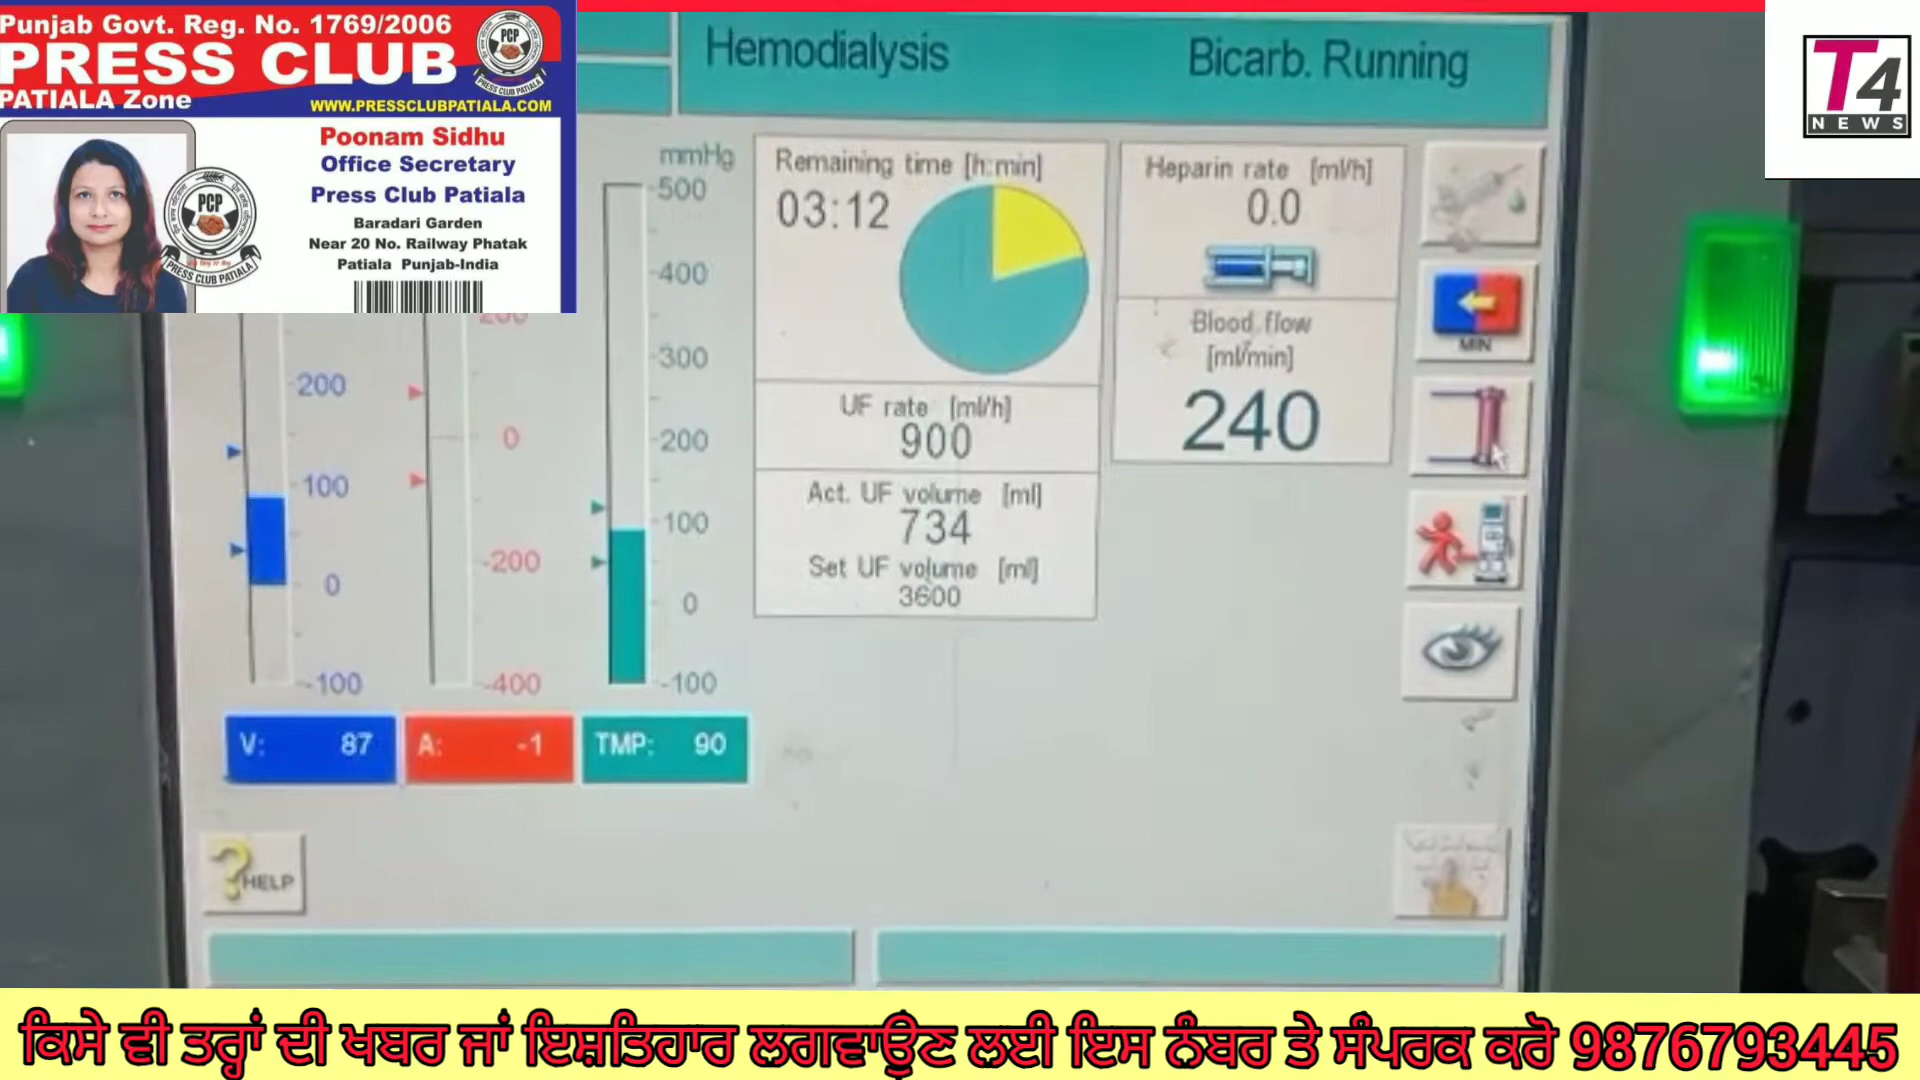 Punjab Govt. Reg. No. 1769/2006
PRESS CLUB
PATIALA Zone
WWW.PRESSCLUBPATIALA.COM
PCP
PRESS CLUB PATIALA
Poonam Sidhu
Office Secretary
Press Club Patiala
Baradari Garden
Near 20 No. Railway Phatak
Patiala Punjab-India
PCP
PRESS CLUB PATIALA
T4
NEWS
Hemodialysis
Bicarb. Running
mmHg
500
400
300
200
100
0
-100
200
100
0
-100
200
0
-200
-400
Remaining time [h:min]
03:12
UF rate [ml/h]
900
Act. UF volume [ml]
734
Set UF volume [ml]
3600
Heparin rate [ml/h]
0.0
Blood flow
[ml/min]
240
MIN
V: 87
A: -1
TMP: 90
? HELP
ਕਿਸੇ ਵੀ ਤਰ੍ਹਾਂ ਦੀ ਖਬਰ ਜਾਂ ਇਸ਼ਤਿਹਾਰ ਲਗਵਾਉਣ ਲਈ ਇਸ ਨੰਬਰ ਤੇ ਸੰਪਰਕ ਕਰੋ 9876793445